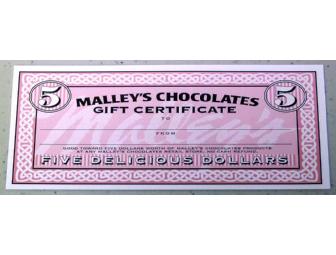 5 5
MALLEY'S CHOCOLATES
GIFT CERTIFICATE
TO
FROM
Malley's
GOOD TOWARD FIVE DOLLARS WORTH OF MALLEY'S CHOCOLATES PRODUCTS
AT ANY MALLEY'S CHOCOLATES RETAIL STORE. NO CASH REFUND.
FIVE DELICIOUS DOLLARS